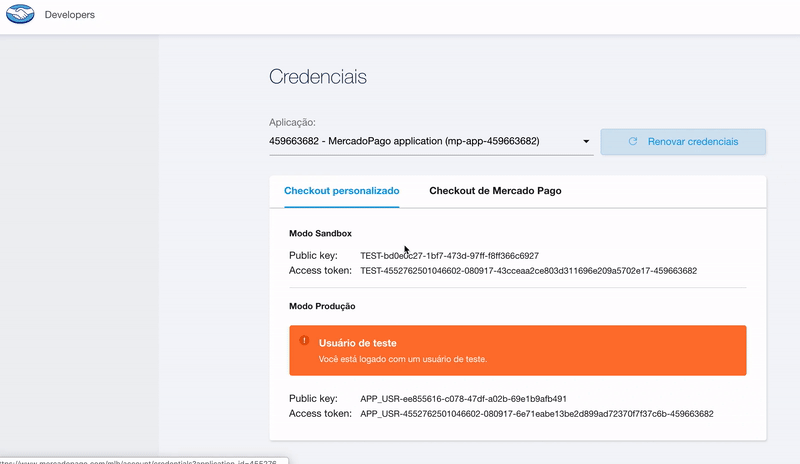 Developers
Credenciais
Aplicação:
459663682 - MercadoPago application (mp-app-459663682)
Renovar credenciais
Checkout personalizado
Checkout de Mercado Pago
Modo Sandbox
Public key: TEST-bd0e0c27-1bf7-473d-97ff-f8ff366c6927
Access token: TEST-4552762501046602-080917-43cceaa2ce803d311696e209a5702e17-459663682
Modo Produção
Usuário de teste
Você está logado com um usuário de teste.
Public key: APP_USR-ee855616-c078-47df-a02b-69e1b9afb491
Access token: APP_USR-4552762501046602-080917-6e71eabe13be2d899ad72370f7f37c6b-459663682